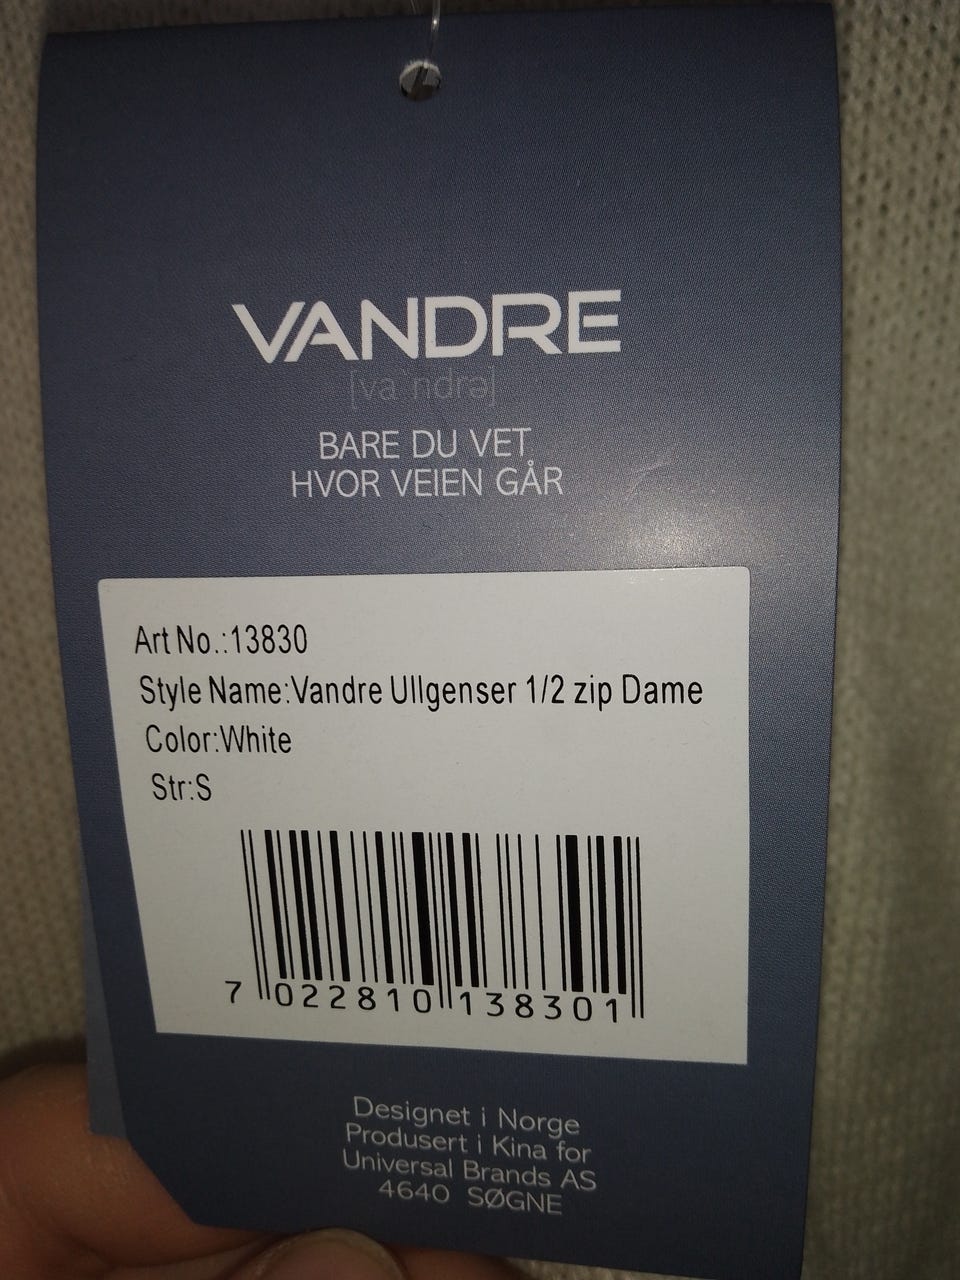 VANDRE
[va`ndrə]
BARE DU VET
HVOR VEIEN GÅR
Art No.:13830
Style Name:Vandre Ullgenser 1/2 zip Dame
Color:White
Str:S
7 022810 138301
Designet i Norge
Produsert i Kina for
Universal Brands AS
4640 SØGNE